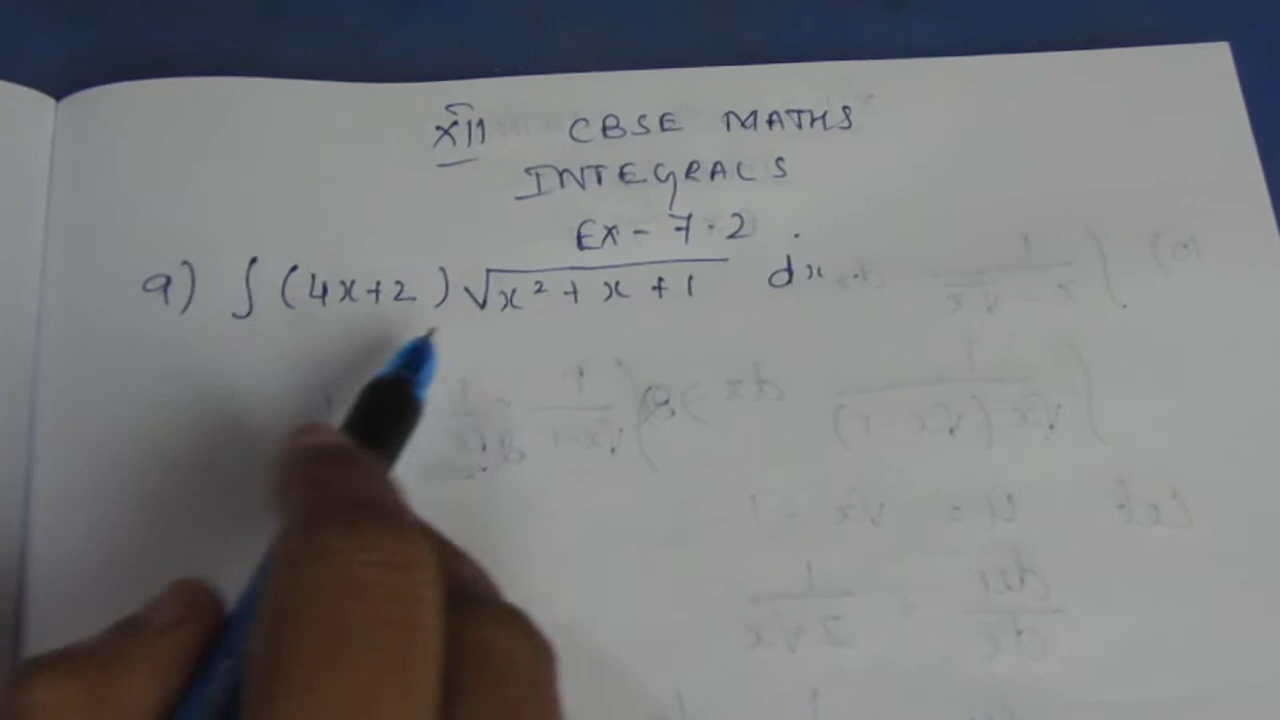 XII CBSE MATHS
INTEGRALS
Ex - 7.2
9) ∫ (4x+2) √(x² + x + 1) dx.